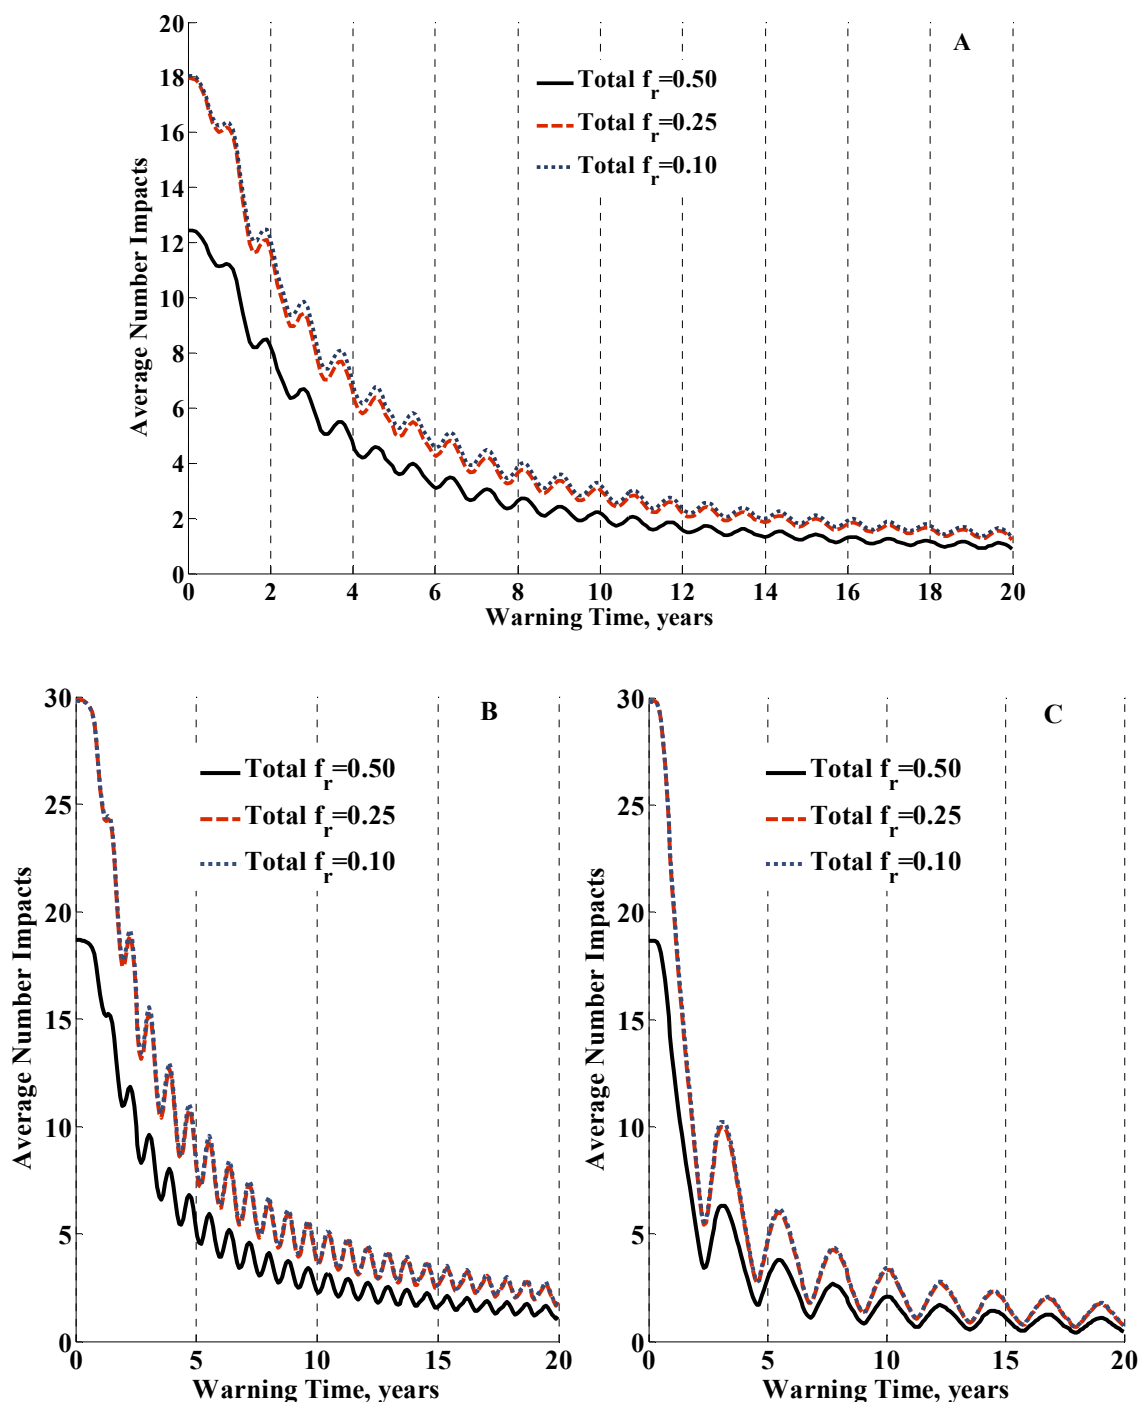 20
18
16
14
12
10
8
6
4
2
0
Average Number Impacts
A
Total f_r=0.50
Total f_r=0.25
Total f_r=0.10
0 2 4 6 8 10 12 14 16 18 20
Warning Time, years
30
25
20
15
10
5
0
Average Number Impacts
B
Total f_r=0.50
Total f_r=0.25
Total f_r=0.10
0 5 10 15 20
Warning Time, years
30
25
20
15
10
5
0
Average Number Impacts
C
Total f_r=0.50
Total f_r=0.25
Total f_r=0.10
0 5 10 15 20
Warning Time, years